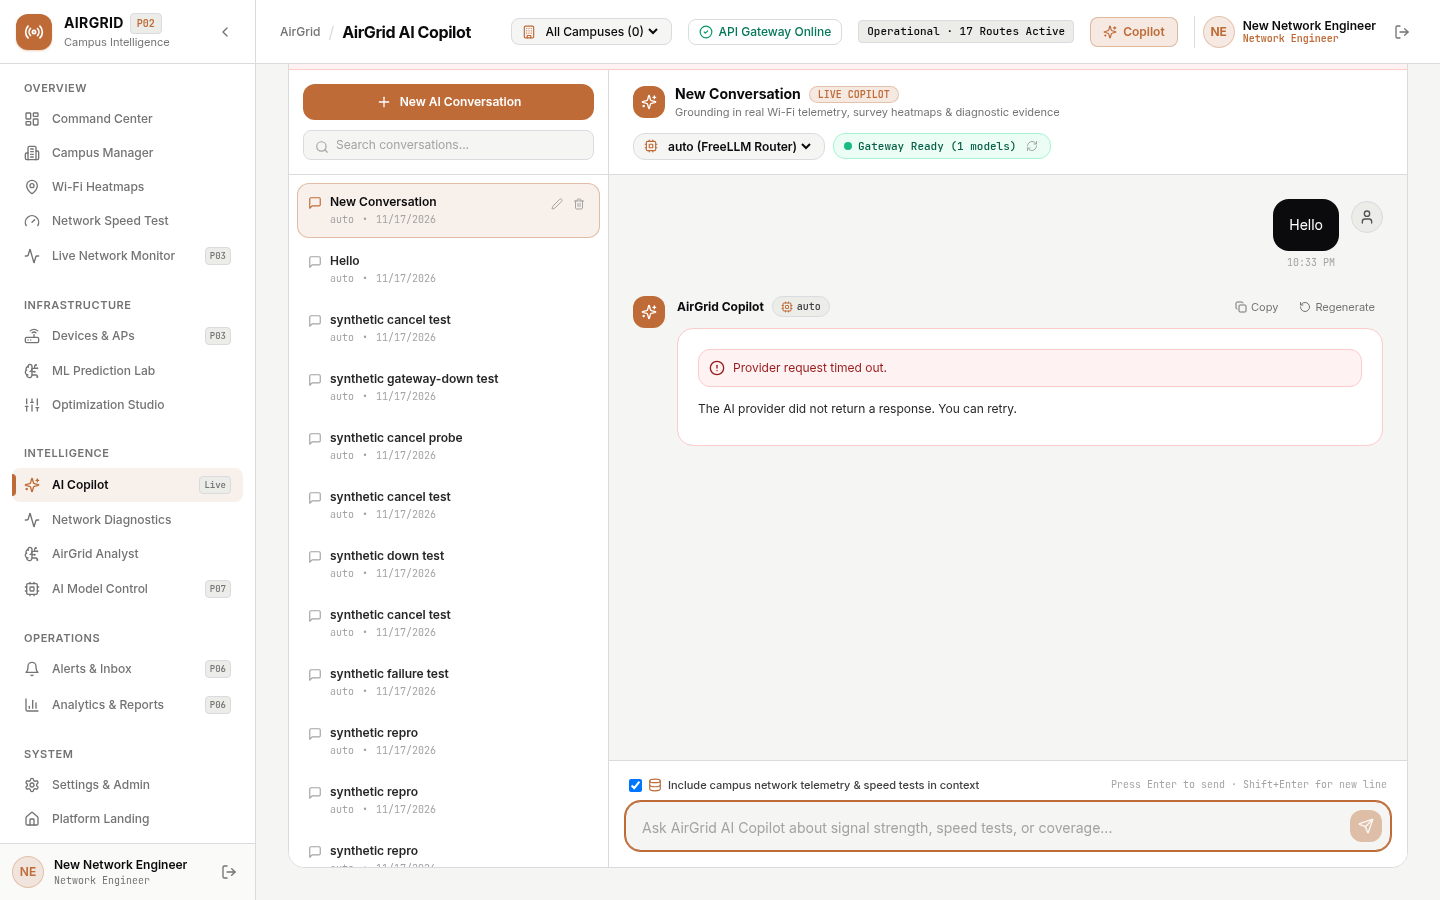 AIRGRID P02
Campus Intelligence
OVERVIEW
Command Center
Campus Manager
Wi-Fi Heatmaps
Network Speed Test
Live Network Monitor P03
INFRASTRUCTURE
Devices & APs P03
ML Prediction Lab
Optimization Studio
INTELLIGENCE
AI Copilot Live
Network Diagnostics
AirGrid Analyst
AI Model Control P07
OPERATIONS
Alerts & Inbox P06
Analytics & Reports P06
SYSTEM
Settings & Admin
Platform Landing
NE New Network Engineer
Network Engineer
AirGrid / AirGrid AI Copilot
All Campuses (0)
API Gateway Online
Operational · 17 Routes Active
Copilot
NE New Network Engineer
Network Engineer
New AI Conversation
Search conversations...
New Conversation
auto • 11/17/2026
Hello
auto • 11/17/2026
synthetic cancel test
auto • 11/17/2026
synthetic gateway-down test
auto • 11/17/2026
synthetic cancel probe
auto • 11/17/2026
synthetic cancel test
auto • 11/17/2026
synthetic down test
auto • 11/17/2026
synthetic cancel test
auto • 11/17/2026
synthetic failure test
auto • 11/17/2026
synthetic repro
auto • 11/17/2026
synthetic repro
auto • 11/17/2026
synthetic repro
New Conversation LIVE COPILOT
Grounding in real Wi-Fi telemetry, survey heatmaps & diagnostic evidence
auto (FreeLLM Router)
Gateway Ready (1 models)
Hello
10:33 PM
AirGrid Copilot auto
Copy Regenerate
Provider request timed out.
The AI provider did not return a response. You can retry.
Include campus network telemetry & speed tests in context
Press Enter to send · Shift+Enter for new line
Ask AirGrid AI Copilot about signal strength, speed tests, or coverage...